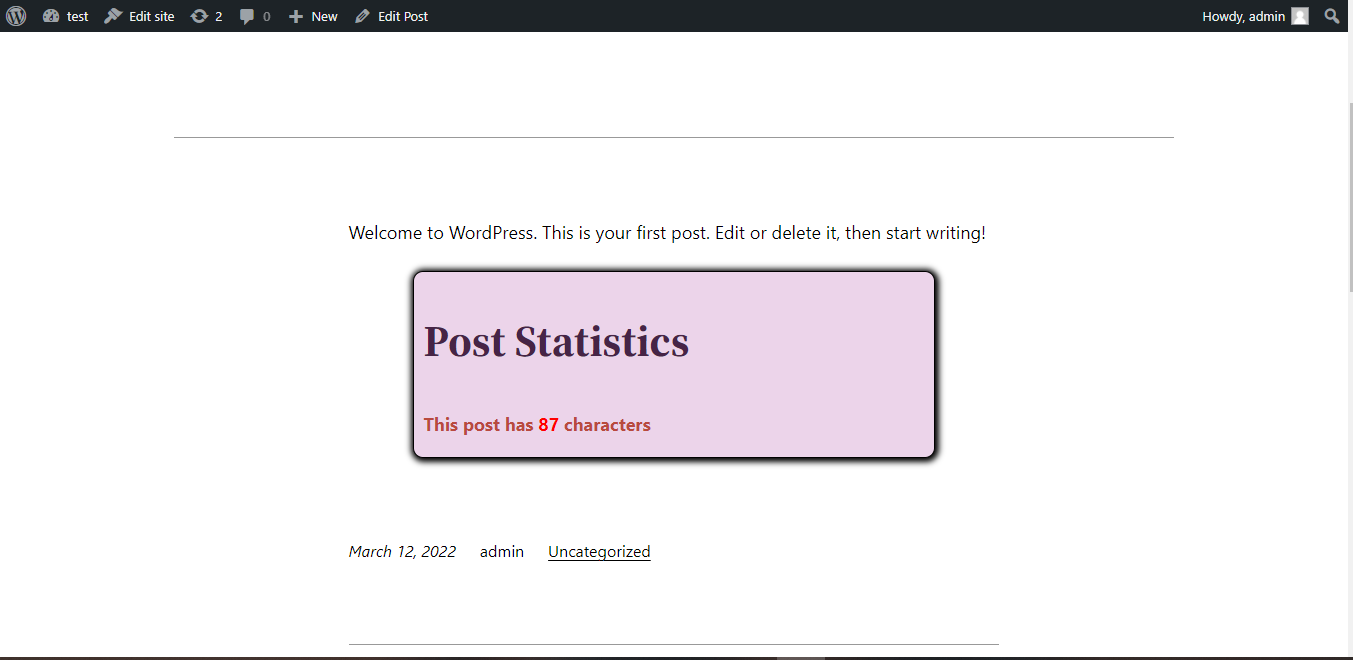 test Edit site 2 0 New Edit Post Howdy, admin
Welcome to WordPress. This is your first post. Edit or delete it, then start writing!
Post Statistics
This post has 87 characters
March 12, 2022 admin Uncategorized